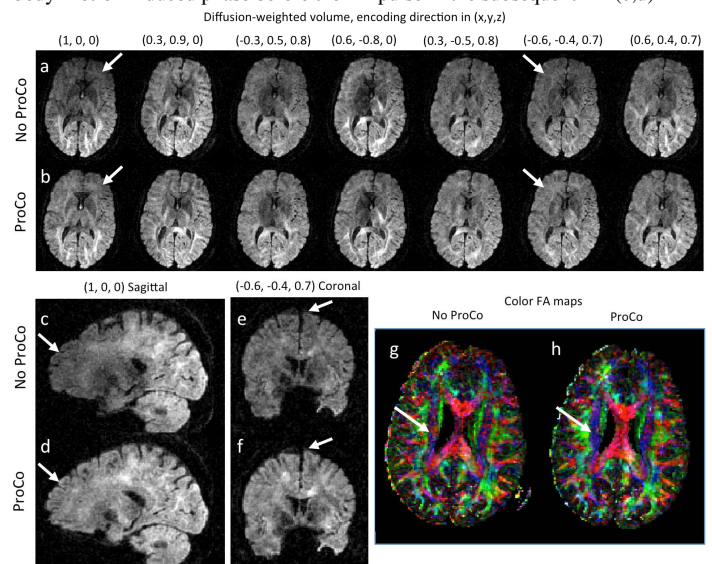 Diffusion-weighted volume, encoding direction in (x,y,z)
(1, 0, 0) (0.3, 0.9, 0) (-0.3, 0.5, 0.8) (0.6, -0.8, 0) (0.3, -0.5, 0.8) (-0.6, -0.4, 0.7) (0.6, 0.4, 0.7)
No ProCo
a
ProCo
b
(1, 0, 0) Sagittal (-0.6, -0.4, 0.7) Coronal
Color FA maps
No ProCo ProCo
No ProCo
c e
g h
ProCo
d f